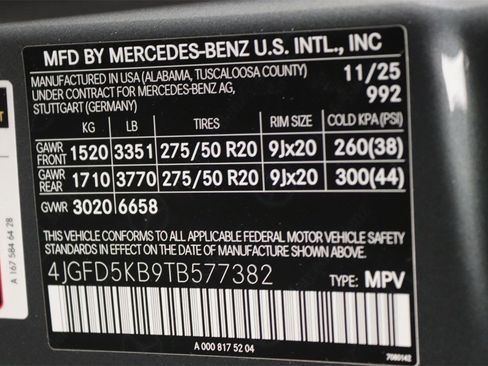 MFD BY MERCEDES-BENZ U.S. INTL., INC
MANUFACTURED IN USA (ALABAMA, TUSCALOOSA COUNTY)
UNDER CONTRACT FOR MERCEDES-BENZ AG,
STUTTGART (GERMANY)
11/25
992
KG LB TIRES RIM SIZE COLD KPA (PSI)
GAWR FRONT 1520 3351 275/50 R20 9Jx20 260(38)
GAWR REAR 1710 3770 275/50 R20 9Jx20 300(44)
GVWR 3020 6658
THIS VEHICLE CONFORMS TO ALL APPLICABLE FEDERAL MOTOR VEHICLE SAFETY
STANDARDS IN EFFECT ON THE DATE OF MANUFACTURE SHOWN ABOVE.
4JGFD5KB9TB577382 TYPE: MPV
A 000 817 52 04
7080142
A 167 584 64 28